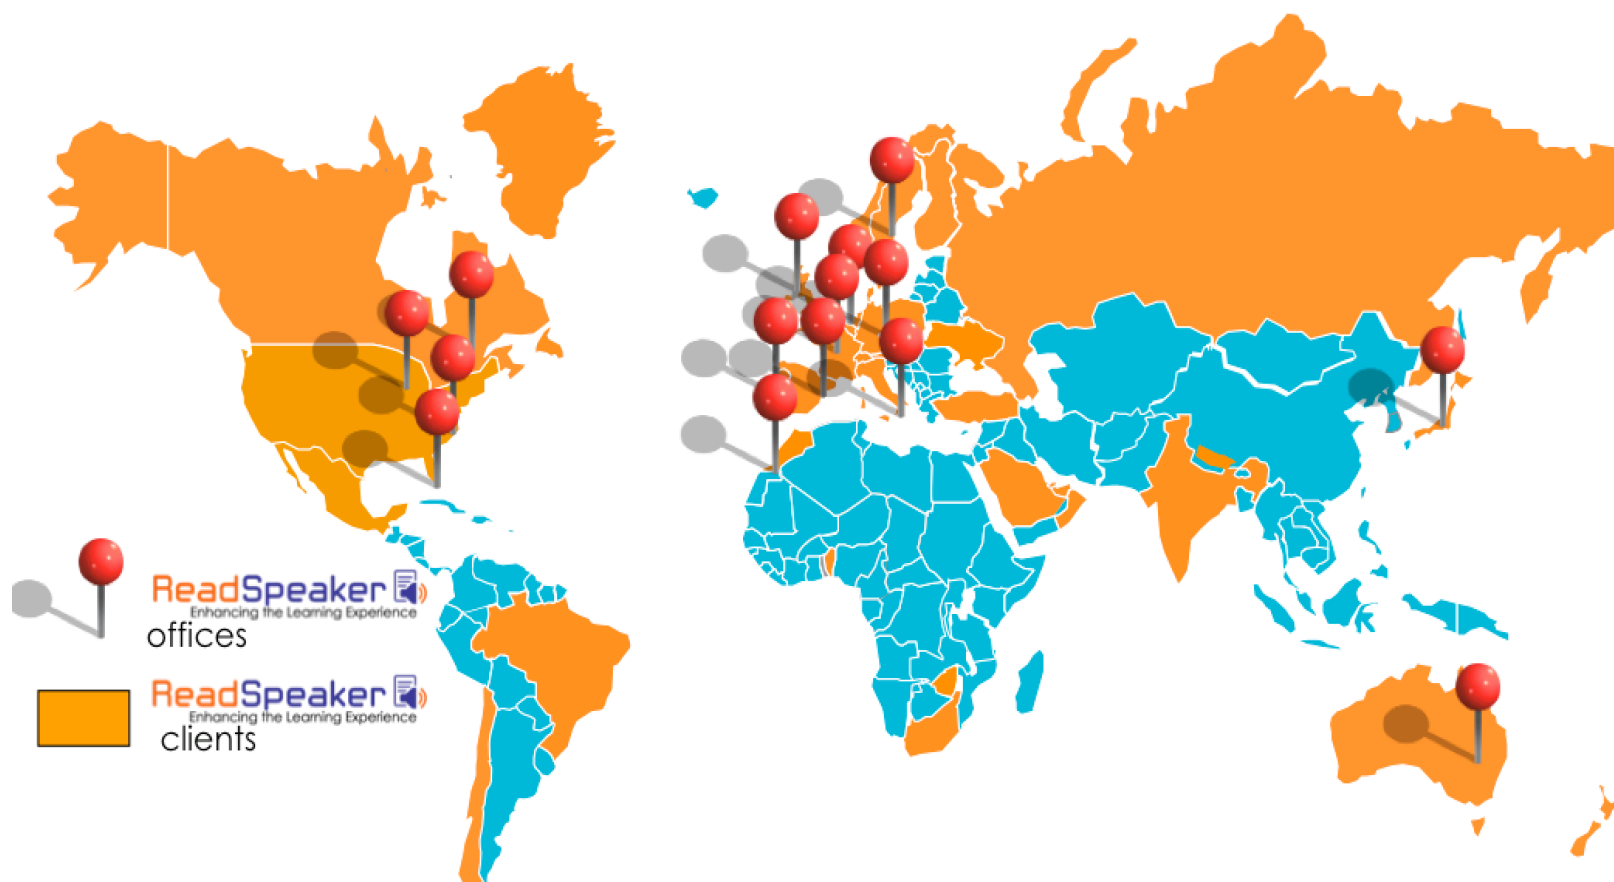 ReadSpeaker
Enhancing the Learning Experience
offices
ReadSpeaker
Enhancing the Learning Experience
clients